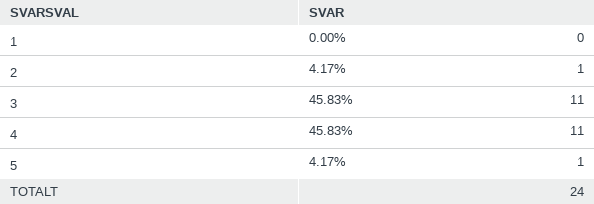 SVARSVAL SVAR
1 0.00% 0
2 4.17% 1
3 45.83% 11
4 45.83% 11
5 4.17% 1
TOTALT 24